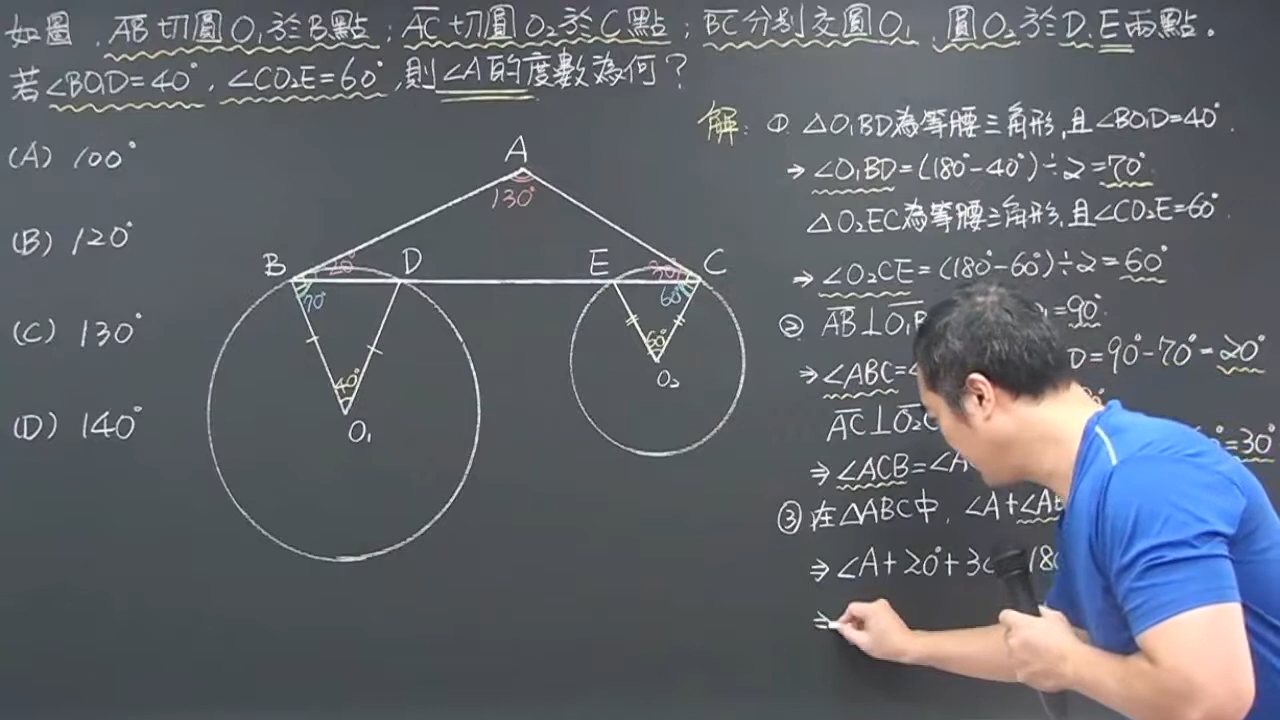 如圖,AB切圓O₁於B點;AC切圓O₂於C點;BC分別交圓O₁、圓O₂於D、E兩點。
若∠BO₁D=40°,∠CO₂E=60°,則∠A的度數為何?
(A) 100°
(B) 120°
(C) 130°
(D) 140°
A
130°
B
20°
D
E
30°
C
70°
60°
40°
O₁
60°
O₂
解:①△O₁BD為等腰三角形,且∠BO₁D=40°.
⇒∠O₁BD=(180°-40°)÷2=70°
△O₂EC為等腰三角形,且∠CO₂E=60°.
⇒∠O₂CE=(180°-60°)÷2=60°
② AB⊥O₁B =90°.
⇒∠ABC= =90°-70°=20°
AC⊥O₂C
⇒∠ACB=∠A =30°
③在△ABC中,∠A+∠AB
⇒∠A+20°+30 18
⇒